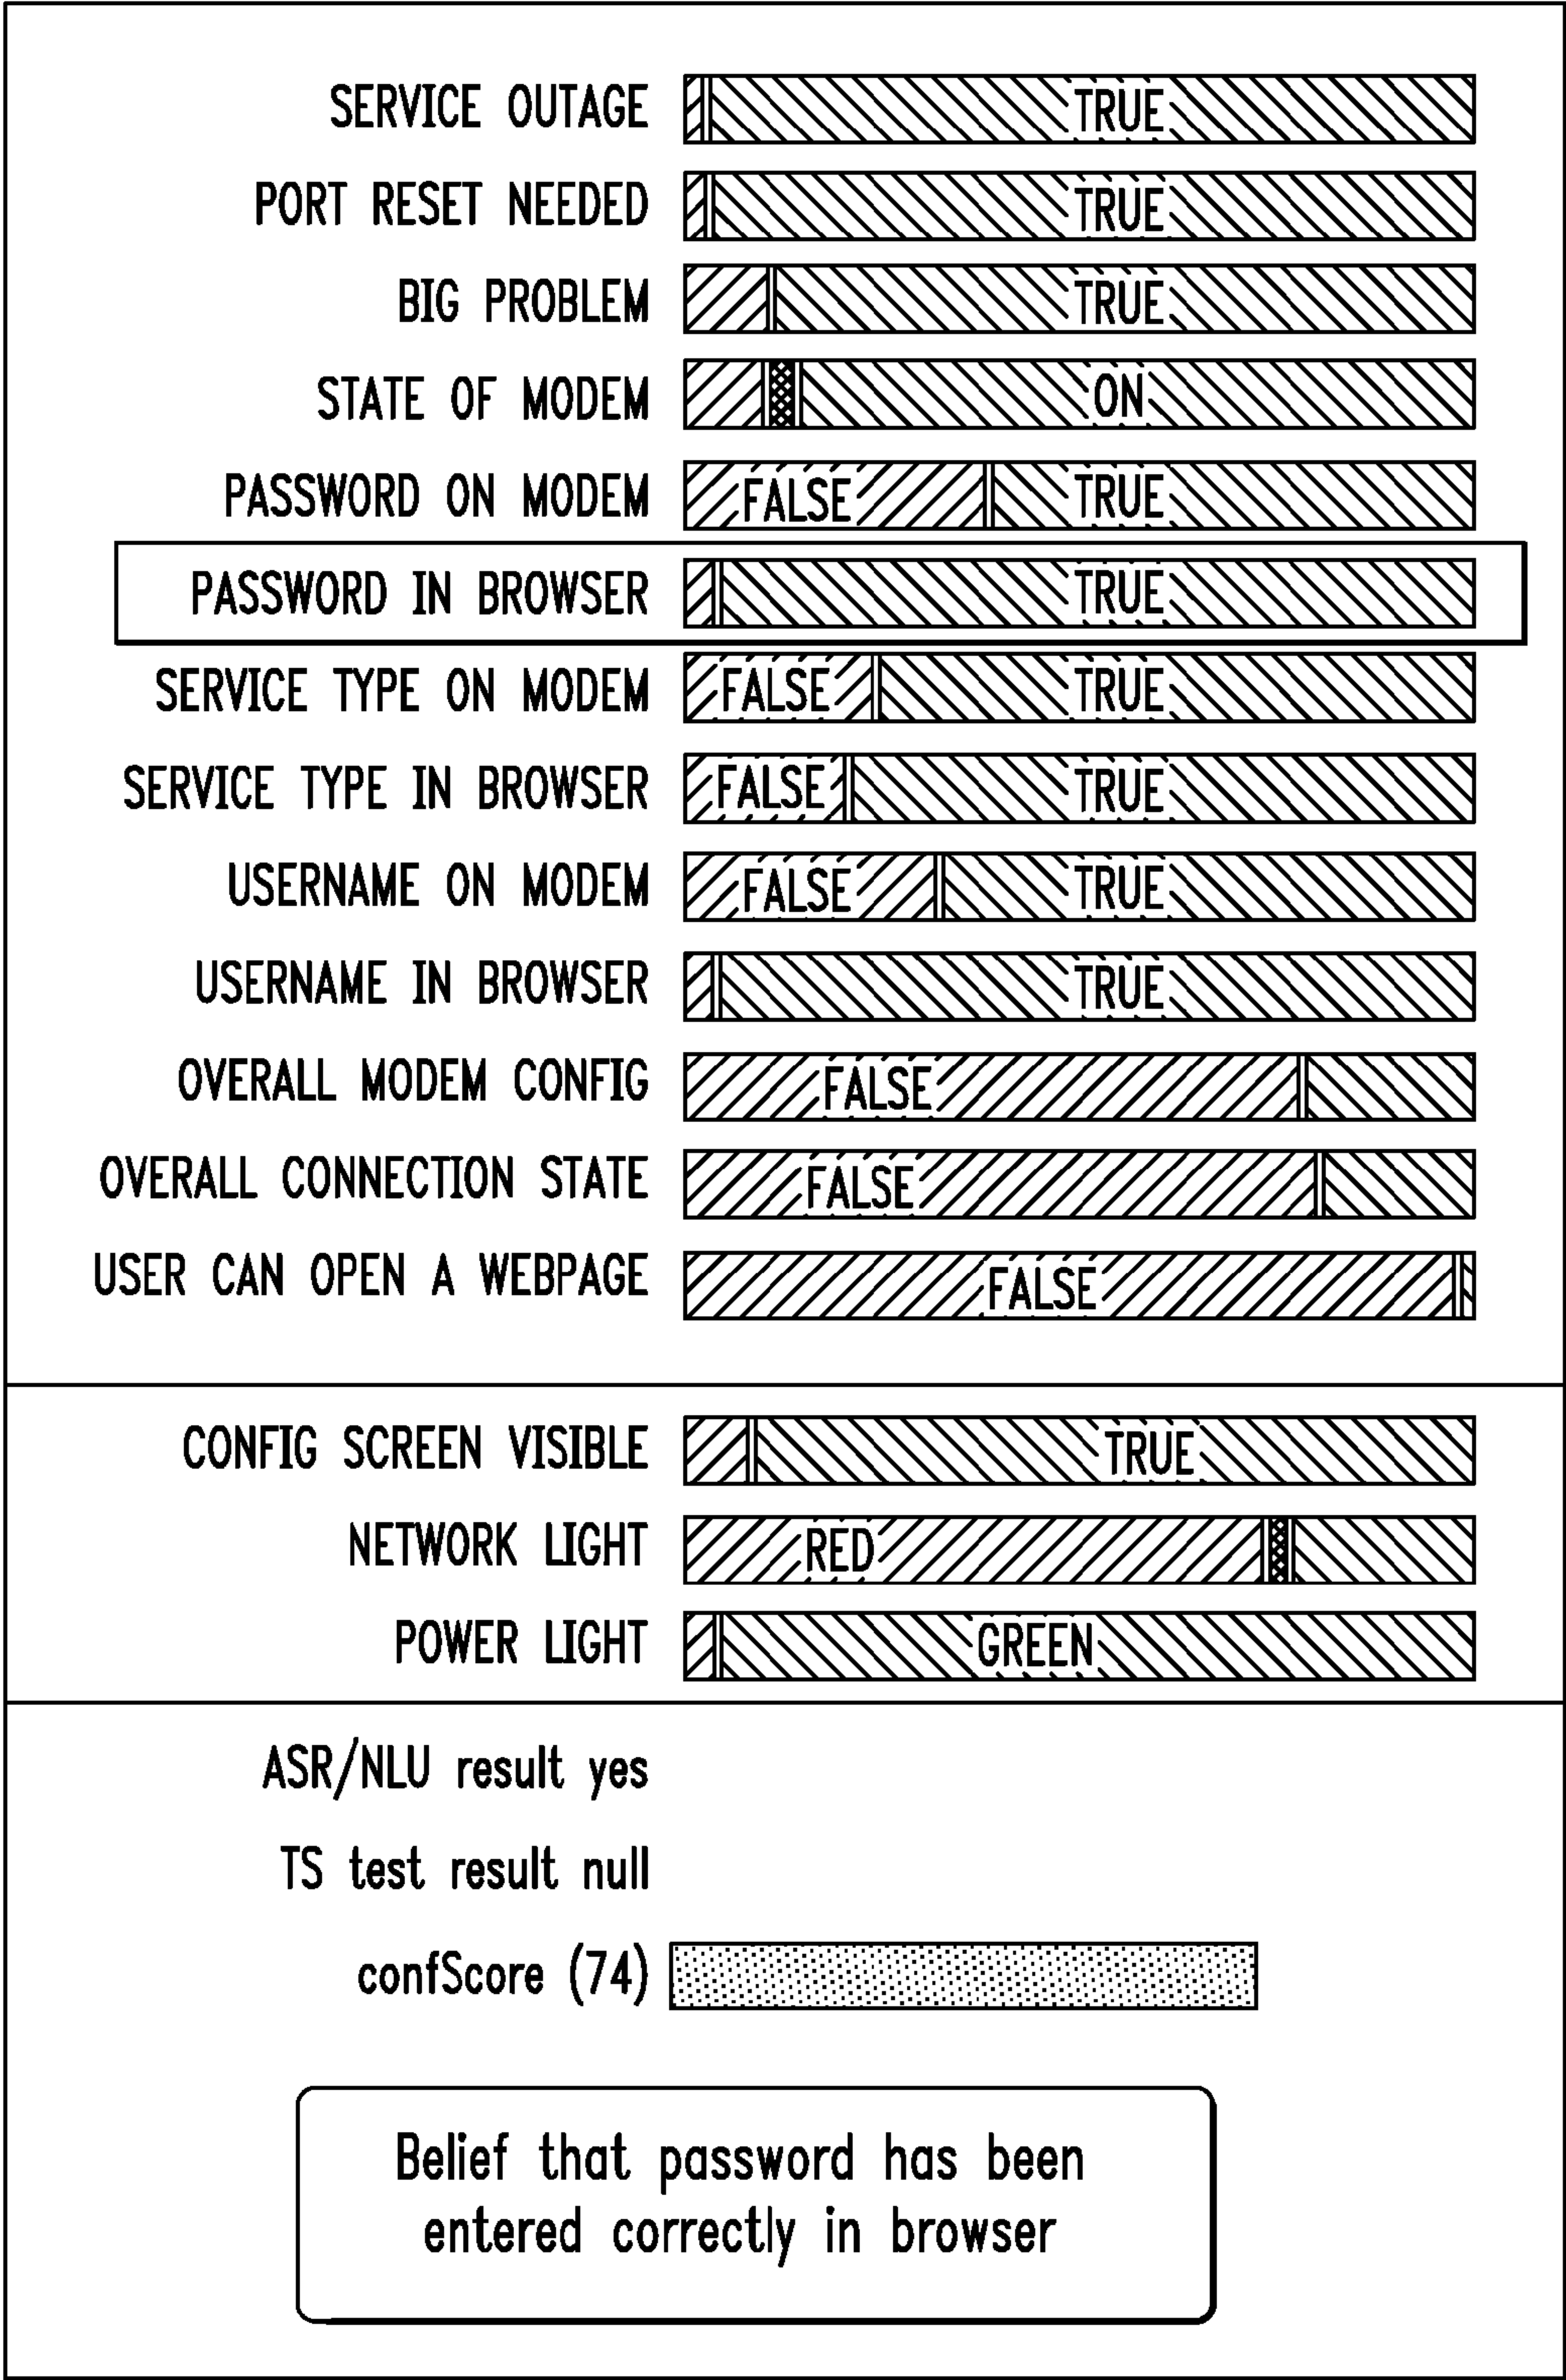 SERVICE OUTAGE TRUE
PORT RESET NEEDED TRUE
BIG PROBLEM TRUE
STATE OF MODEM ON
PASSWORD ON MODEM FALSE TRUE
PASSWORD IN BROWSER TRUE
SERVICE TYPE ON MODEM FALSE TRUE
SERVICE TYPE IN BROWSER FALSE TRUE
USERNAME ON MODEM FALSE TRUE
USERNAME IN BROWSER TRUE
OVERALL MODEM CONFIG FALSE
OVERALL CONNECTION STATE FALSE
USER CAN OPEN A WEBPAGE FALSE
CONFIG SCREEN VISIBLE TRUE
NETWORK LIGHT RED
POWER LIGHT GREEN
ASR/NLU result yes
TS test result null
confScore (74)
Belief that password has been
entered correctly in browser